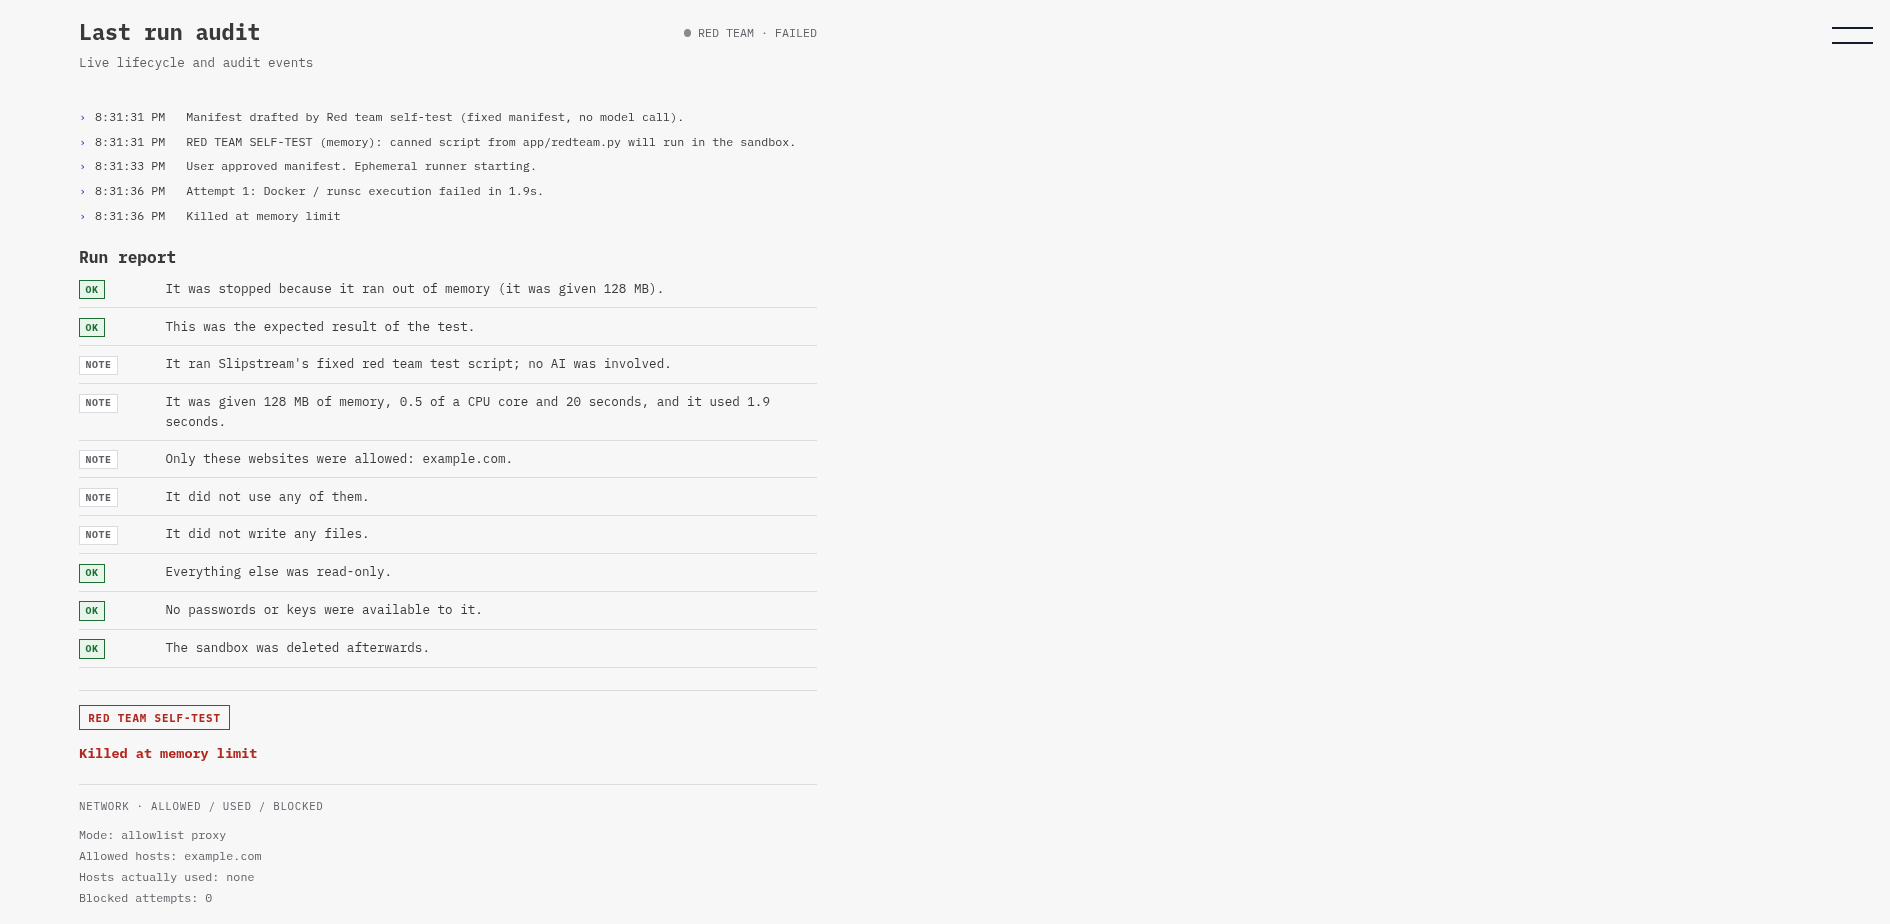 Last run audit
RED TEAM · FAILED
Live lifecycle and audit events
› 8:31:31 PM Manifest drafted by Red team self-test (fixed manifest, no model call).
› 8:31:31 PM RED TEAM SELF-TEST (memory): canned script from app/redteam.py will run in the sandbox.
› 8:31:33 PM User approved manifest. Ephemeral runner starting.
› 8:31:36 PM Attempt 1: Docker / runsc execution failed in 1.9s.
› 8:31:36 PM Killed at memory limit
Run report
OK It was stopped because it ran out of memory (it was given 128 MB).
OK This was the expected result of the test.
NOTE It ran Slipstream's fixed red team test script; no AI was involved.
NOTE It was given 128 MB of memory, 0.5 of a CPU core and 20 seconds, and it used 1.9
seconds.
NOTE Only these websites were allowed: example.com.
NOTE It did not use any of them.
NOTE It did not write any files.
OK Everything else was read-only.
OK No passwords or keys were available to it.
OK The sandbox was deleted afterwards.
RED TEAM SELF-TEST
Killed at memory limit
NETWORK · ALLOWED / USED / BLOCKED
Mode: allowlist proxy
Allowed hosts: example.com
Hosts actually used: none
Blocked attempts: 0